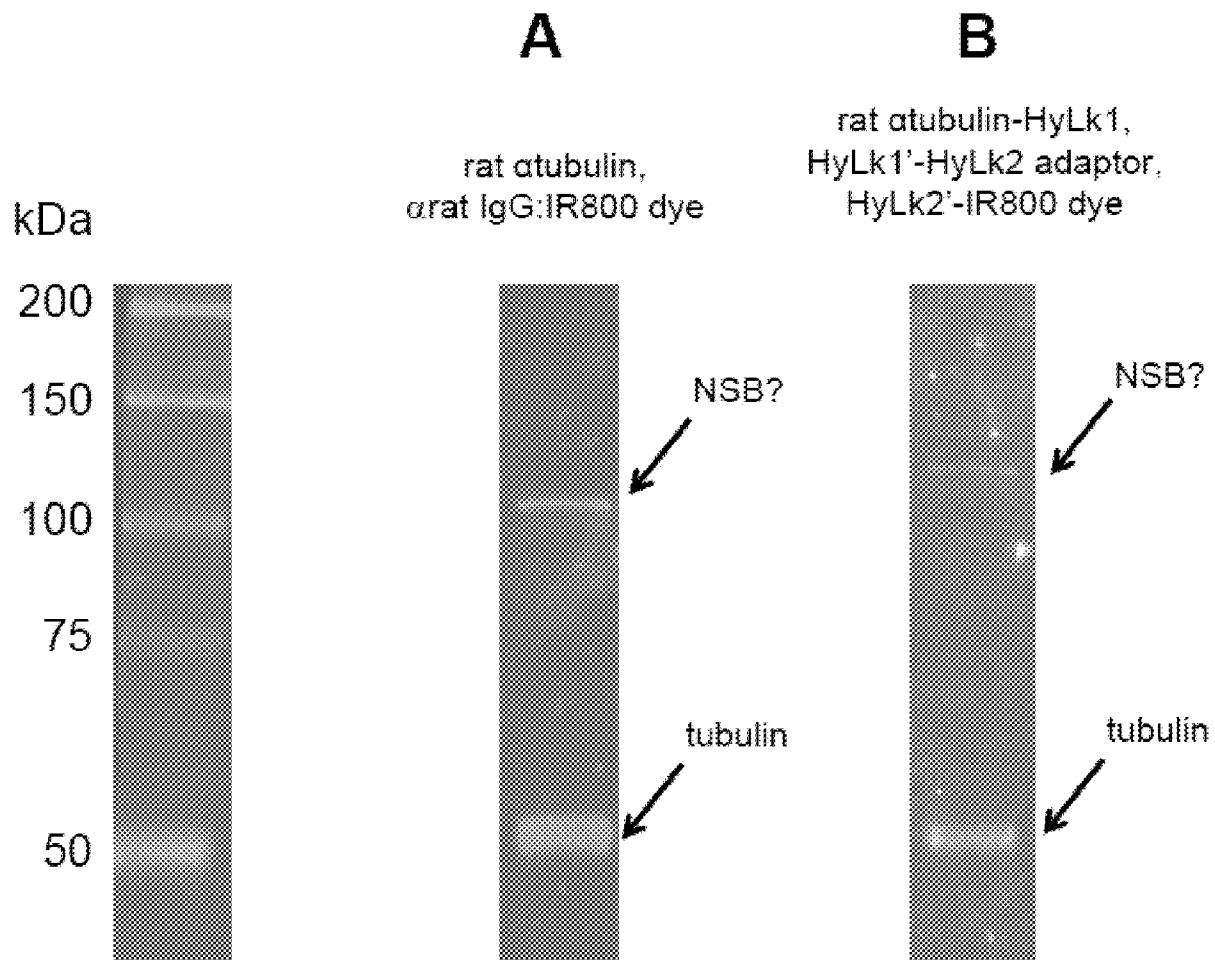 A
B
rat αtubulin,
αrat IgG:IR800 dye
rat αtubulin-HyLk1,
HyLk1'-HyLk2 adaptor,
HyLk2'-IR800 dye
kDa
200
150
100
75
50
NSB?
tubulin
NSB?
tubulin